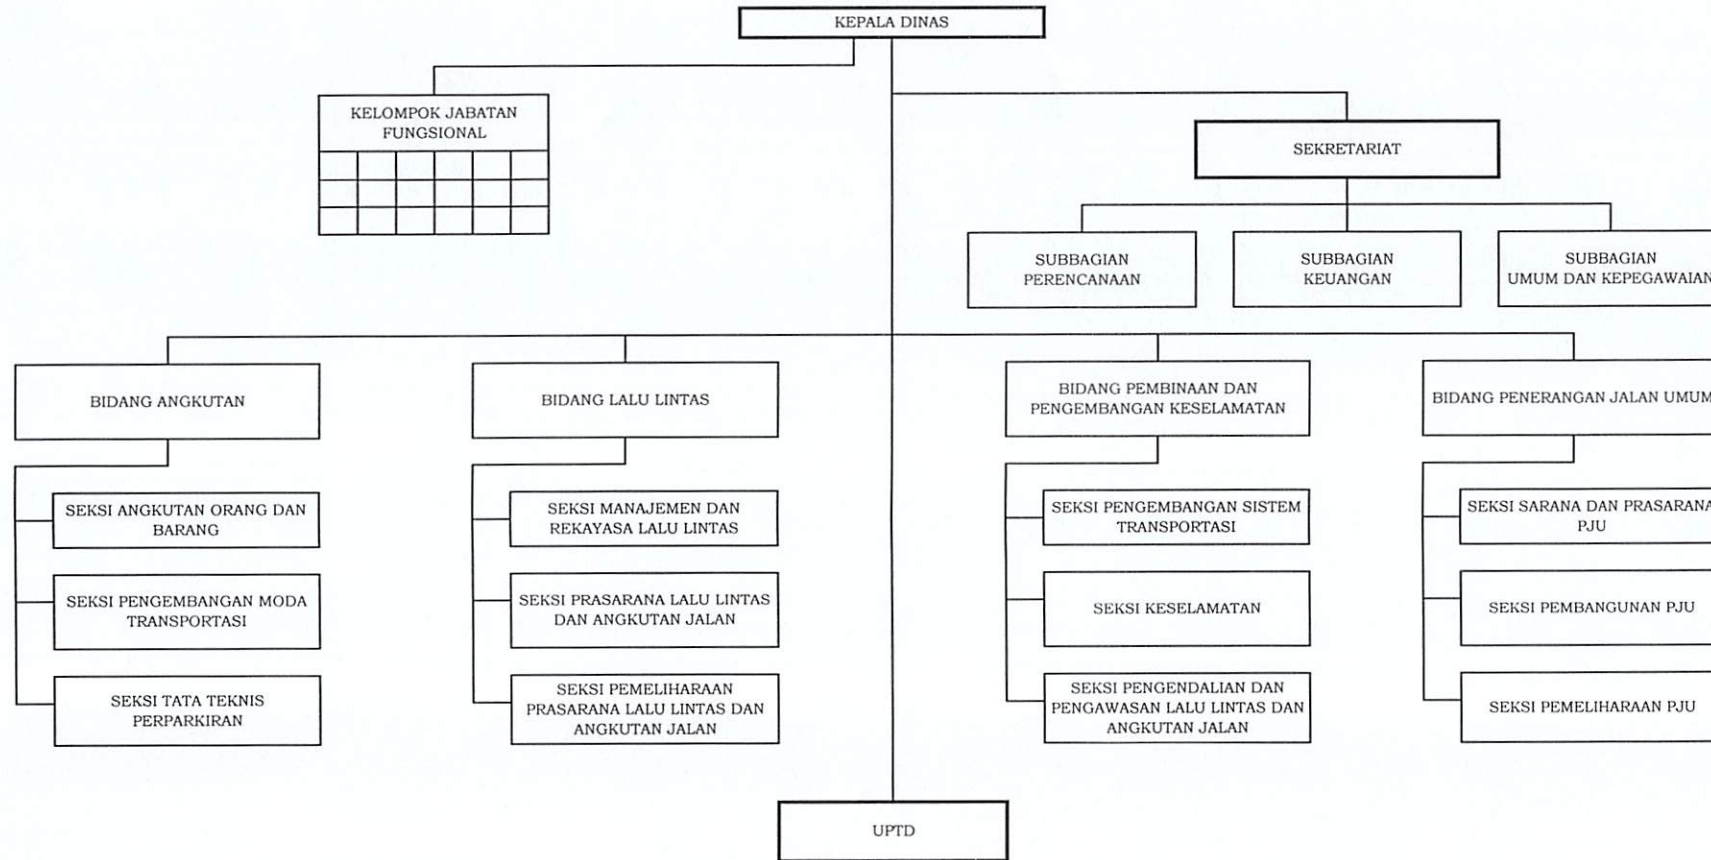 KEPALA DINAS
KELOMPOK JABATAN
FUNGSIONAL
SEKRETARIAT
SUBBAGIAN
PERENCANAAN
SUBBAGIAN
KEUANGAN
SUBBAGIAN
UMUM DAN KEPEGAWAIAN
BIDANG ANGKUTAN
SEKSI ANGKUTAN ORANG DAN
BARANG
SEKSI PENGEMBANGAN MODA
TRANSPORTASI
SEKSI TATA TEKNIS
PERPARKIRAN
BIDANG LALU LINTAS
SEKSI MANAJEMEN DAN
REKAYASA LALU LINTAS
SEKSI PRASARANA LALU LINTAS
DAN ANGKUTAN JALAN
SEKSI PEMELIHARAAN
PRASARANA LALU LINTAS DAN
ANGKUTAN JALAN
BIDANG PEMBINAAN DAN
PENGEMBANGAN KESELAMATAN
SEKSI PENGEMBANGAN SISTEM
TRANSPORTASI
SEKSI KESELAMATAN
SEKSI PENGENDALIAN DAN
PENGAWASAN LALU LINTAS DAN
ANGKUTAN JALAN
BIDANG PENERANGAN JALAN UMUM
SEKSI SARANA DAN PRASARANA
PJU
SEKSI PEMBANGUNAN PJU
SEKSI PEMELIHARAAN PJU
UPTD